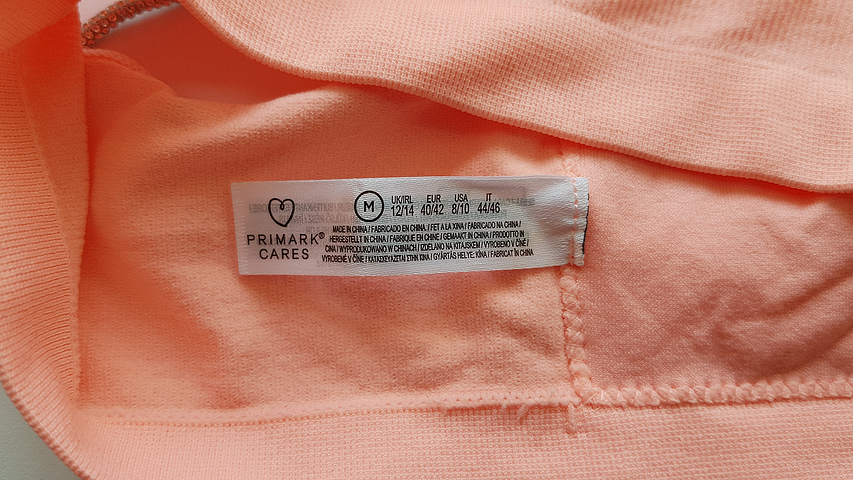 PRIMARK®
CARES
M
UK/IRL EUR USA IT
12/14 40/42 8/10 44/46
MADE IN CHINA / FABRICADO EN CHINA / FET A LA XINA / FABRICADO NA CHINA /
HERGESTELLT IN CHINA / FABRIQUE EN CHINE / GEMAAKT IN CHINA / PRODOTTO IN
CINA / WYPRODUKOWANO W CHINACH / IZDELANO NA KITAJSKEM / VYROBENO V ČÍNĚ /
VYROBENÉ V ČÍNE / ΚΑΤΑΣΚΕΥΑΖΕΤΑΙ ΣΤΗΝ ΚΙΝΑ / GYÁRTÁS HELYE: KÍNA / FABRICAT ÎN CHINA